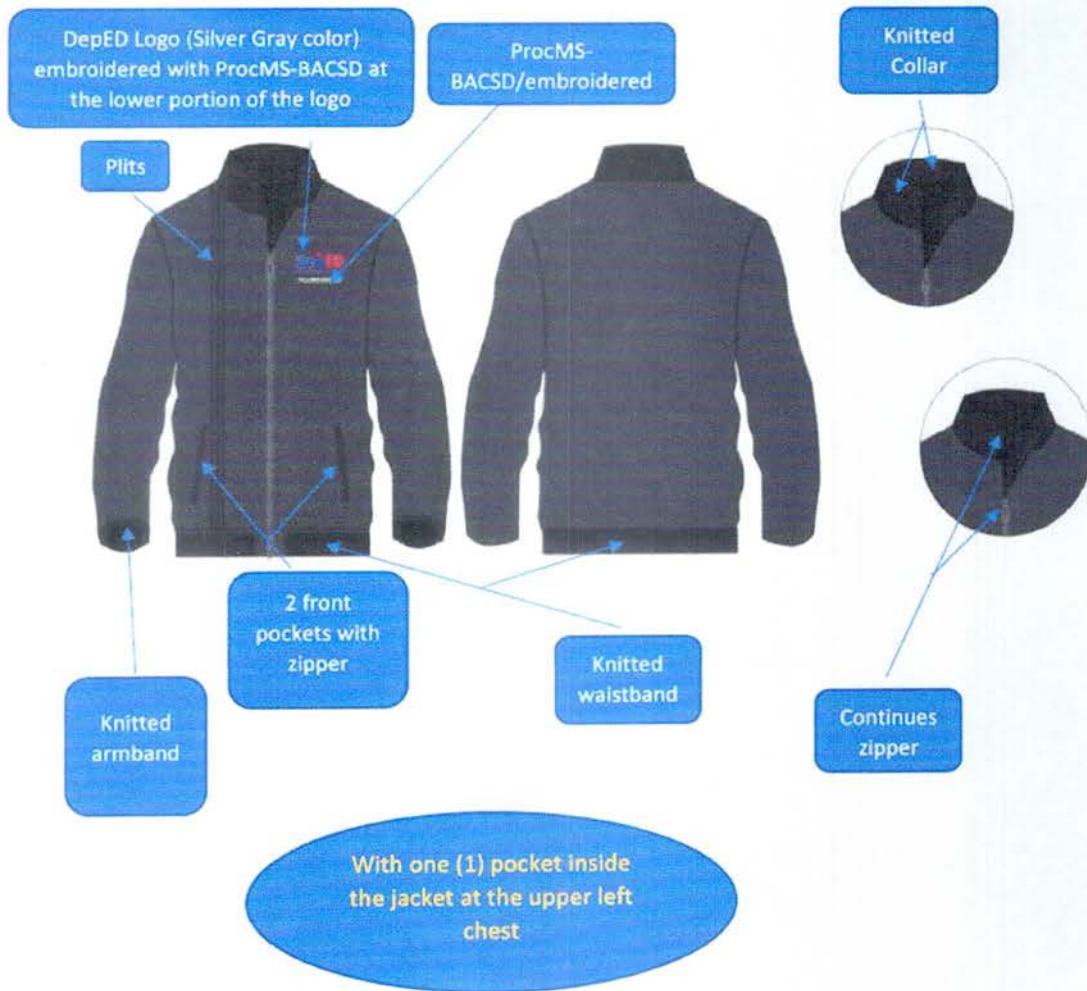 DepED Logo (Silver Gray color)
embroidered with ProcMS-BACSD at
the lower portion of the logo
ProcMS-
BACSD/embroidered
Knitted
Collar
Plits
2 front
pockets with
zipper
Knitted
waistband
Knitted
armband
Continues
zipper
With one (1) pocket inside
the jacket at the upper left
chest